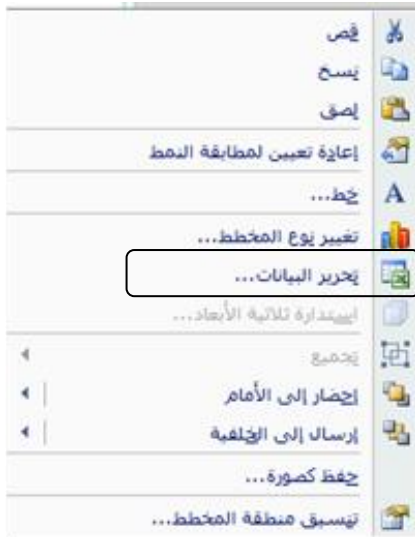 قص
نسخ
لصق
إعادة تعيين لمطابقة النمط
خط...
تغيير نوع المخطط...
تحرير البيانات...
استدارة ثلاثية الأبعاد...
تجميع
إحضار إلى الأمام
إرسال إلى الخلفية
حفظ كصورة...
تنسيق منطقة المخطط...